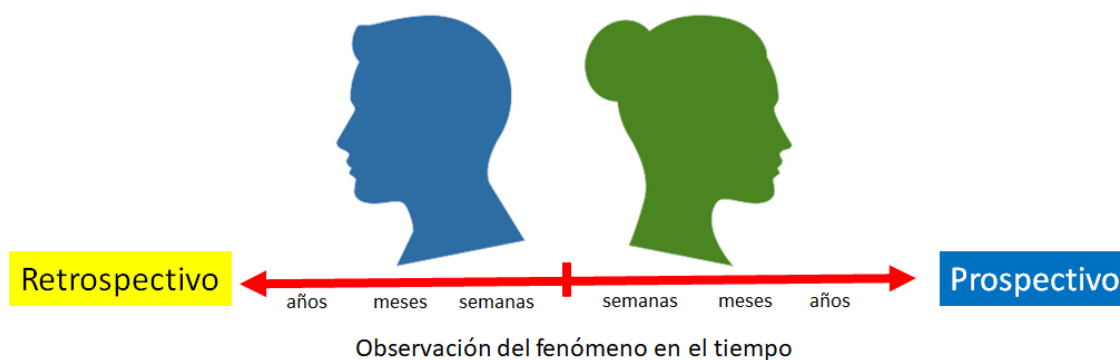 Retrospectivo
Prospectivo
años meses semanas semanas meses años
Observación del fenómeno en el tiempo